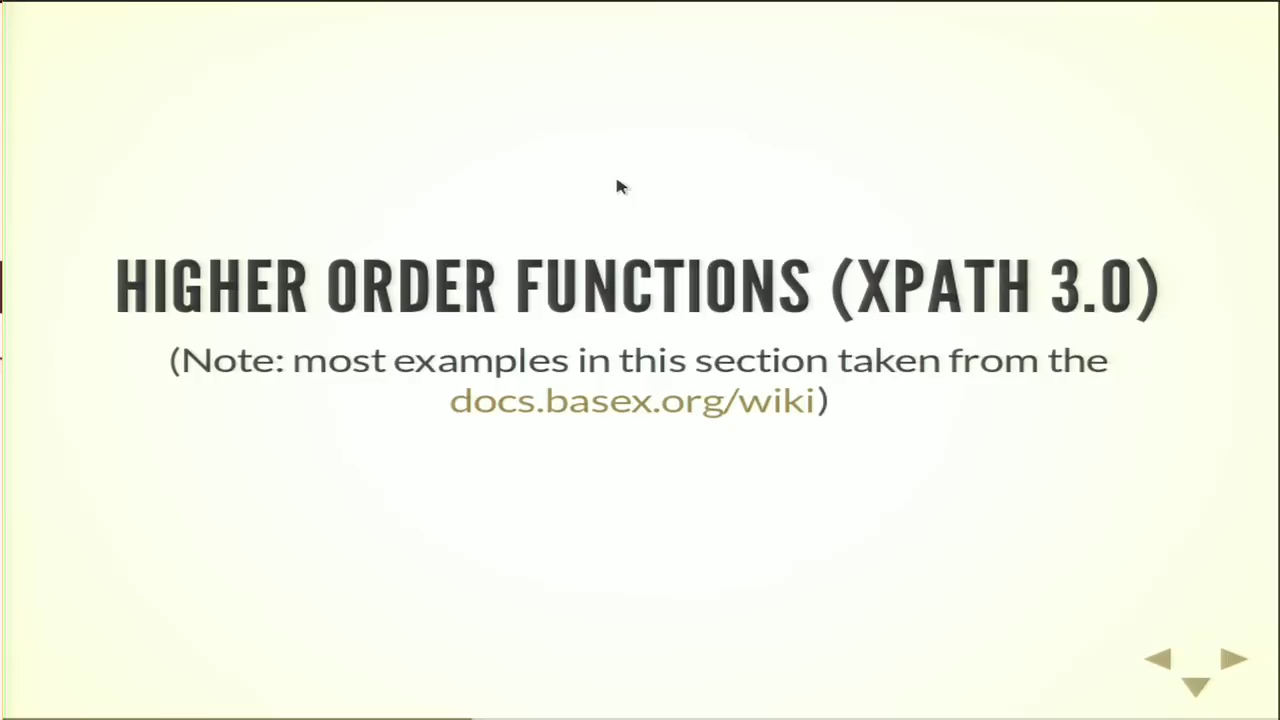 HIGHER ORDER FUNCTIONS (XPATH 3.0)
(Note: most examples in this section taken from the
docs.basex.org/wiki)